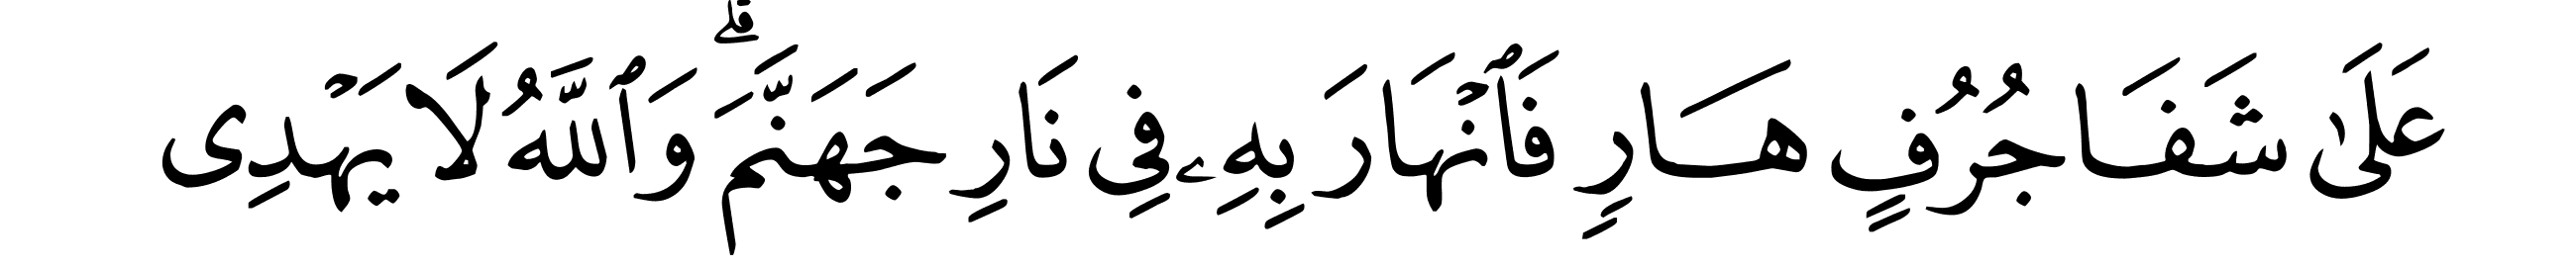 عَلَىٰ شَفَا جُرُفٍ هَارٍ فَٱنْهَارَ بِهِۦ فِى نَارِ جَهَنَّمَ ۗ وَٱللَّهُ لَا يَهْدِى